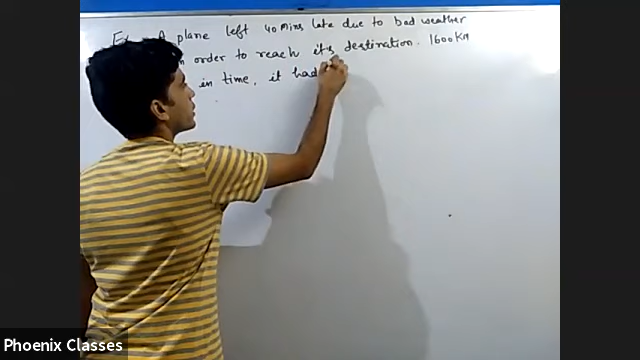 Ex. A plane left 40 Mins late due to bad weather
in order to reach it's destination. 1600 Km
in time, it had
Phoenix Classes